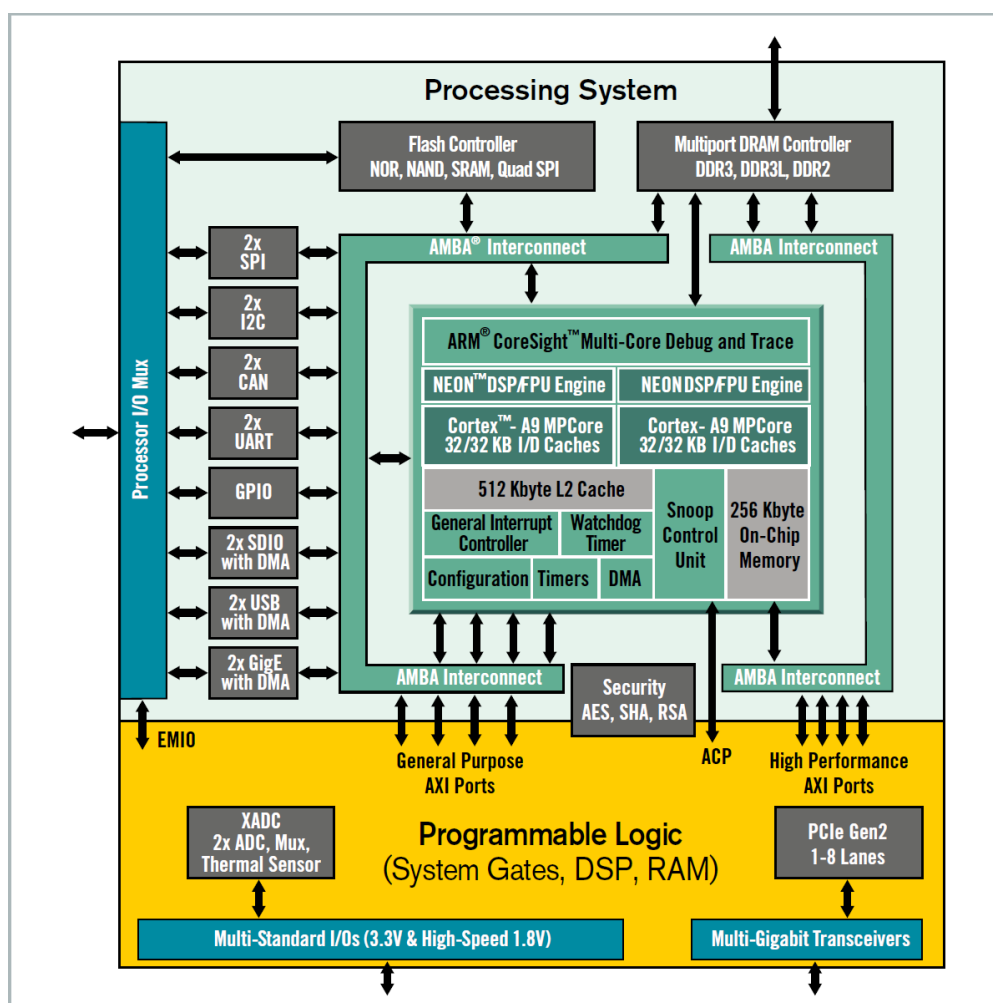 Processing System
Flash Controller
NOR, NAND, SRAM, Quad SPI
Multiport DRAM Controller
DDR3, DDR3L, DDR2
Processor I/O Mux
2x
SPI
2x
I2C
2x
CAN
2x
UART
GPIO
2x SDIO
with DMA
2x USB
with DMA
2x GigE
with DMA
AMBA® Interconnect
AMBA Interconnect
ARM® CoreSight™ Multi-Core Debug and Trace
NEON™ DSP/FPU Engine
NEON DSP/FPU Engine
Cortex™- A9 MPCore
32/32 KB I/D Caches
Cortex- A9 MPCore
32/32 KB I/D Caches
512 Kbyte L2 Cache
General Interrupt
Controller
Watchdog
Timer
Configuration
Timers
DMA
Snoop
Control
Unit
256 Kbyte
On-Chip
Memory
AMBA Interconnect
Security
AES, SHA, RSA
AMBA Interconnect
EMIO
General Purpose
AXI Ports
ACP
High Performance
AXI Ports
XADC
2x ADC, Mux,
Thermal Sensor
Programmable Logic
(System Gates, DSP, RAM)
PCIe Gen2
1-8 Lanes
Multi-Standard I/Os (3.3V & High-Speed 1.8V)
Multi-Gigabit Transceivers